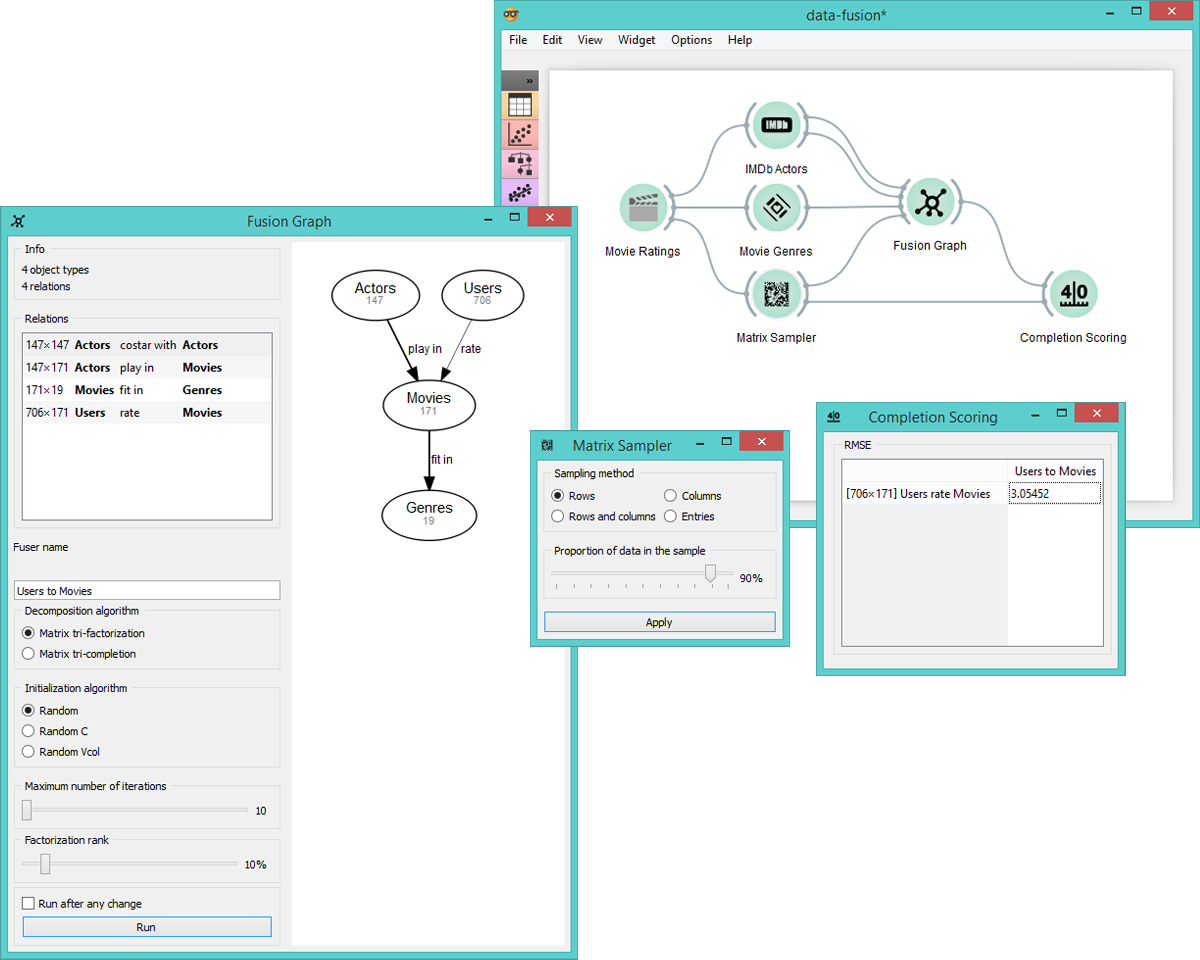 data-fusion*
File Edit View Widget Options Help
»
IMDb
IMDb Actors
Movie Ratings
Movie Genres
Fusion Graph
Matrix Sampler
4|0
Completion Scoring
Fusion Graph
Info
4 object types
4 relations
Relations
147×147 Actors costar with Actors
147×171 Actors play in Movies
171×19 Movies fit in Genres
706×171 Users rate Movies
Fuser name
Users to Movies
Decomposition algorithm
Matrix tri-factorization
Matrix tri-completion
Initialization algorithm
Random
Random C
Random Vcol
Maximum number of iterations
10
Factorization rank
10%
Run after any change
Run
Actors
147
Users
706
play in
rate
Movies
171
fit in
Genres
19
Matrix Sampler
Sampling method
Rows Columns
Rows and columns Entries
Proportion of data in the sample
90%
Apply
4|0
Completion Scoring
RMSE
Users to Movies
[706×171] Users rate Movies 3.05452